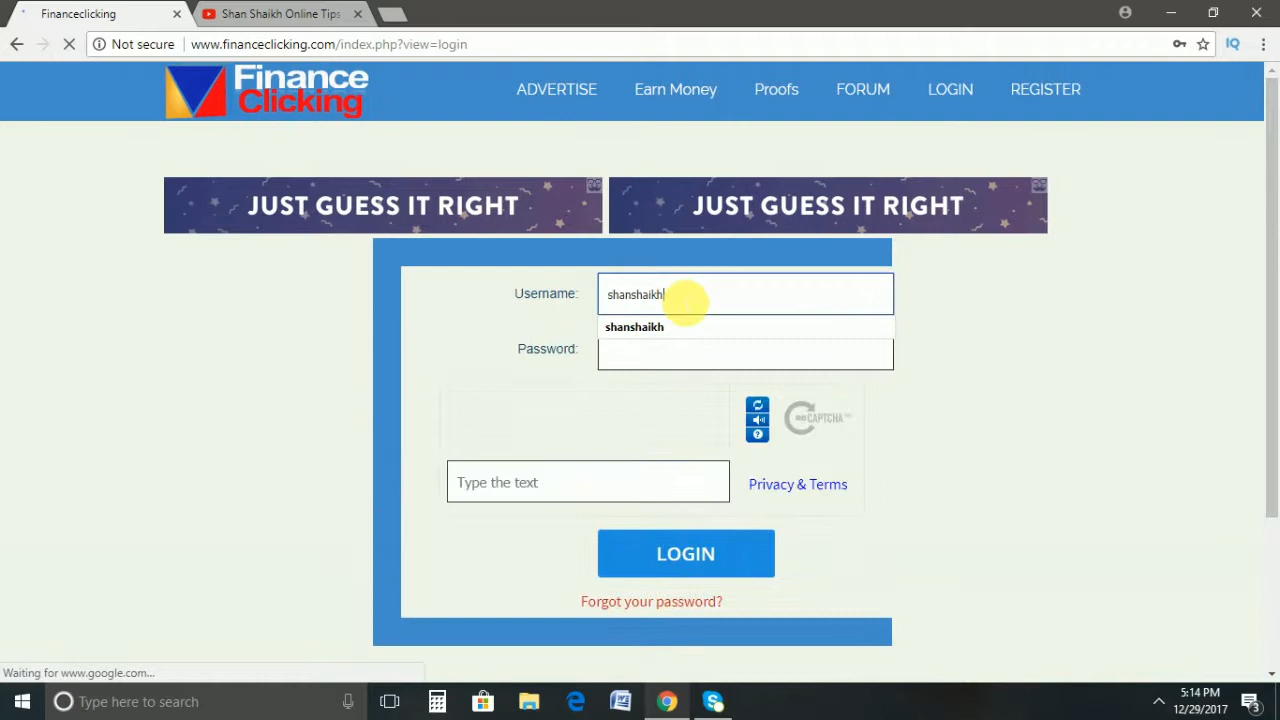 Financeclicking
Shan Shaikh Online Tips
Not secure
www.financeclicking.com/index.php?view=login
IQ
Finance
Clicking
ADVERTISE
Earn Money
Proofs
FORUM
LOGIN
REGISTER
JUST GUESS IT RIGHT
JUST GUESS IT RIGHT
Username:
shanshaikh
shanshaikh
Password:
reCAPTCHA
Type the text
Privacy & Terms
LOGIN
Forgot your password?
Waiting for www.google.com...
Type here to search
5:14 PM
12/29/2017
3